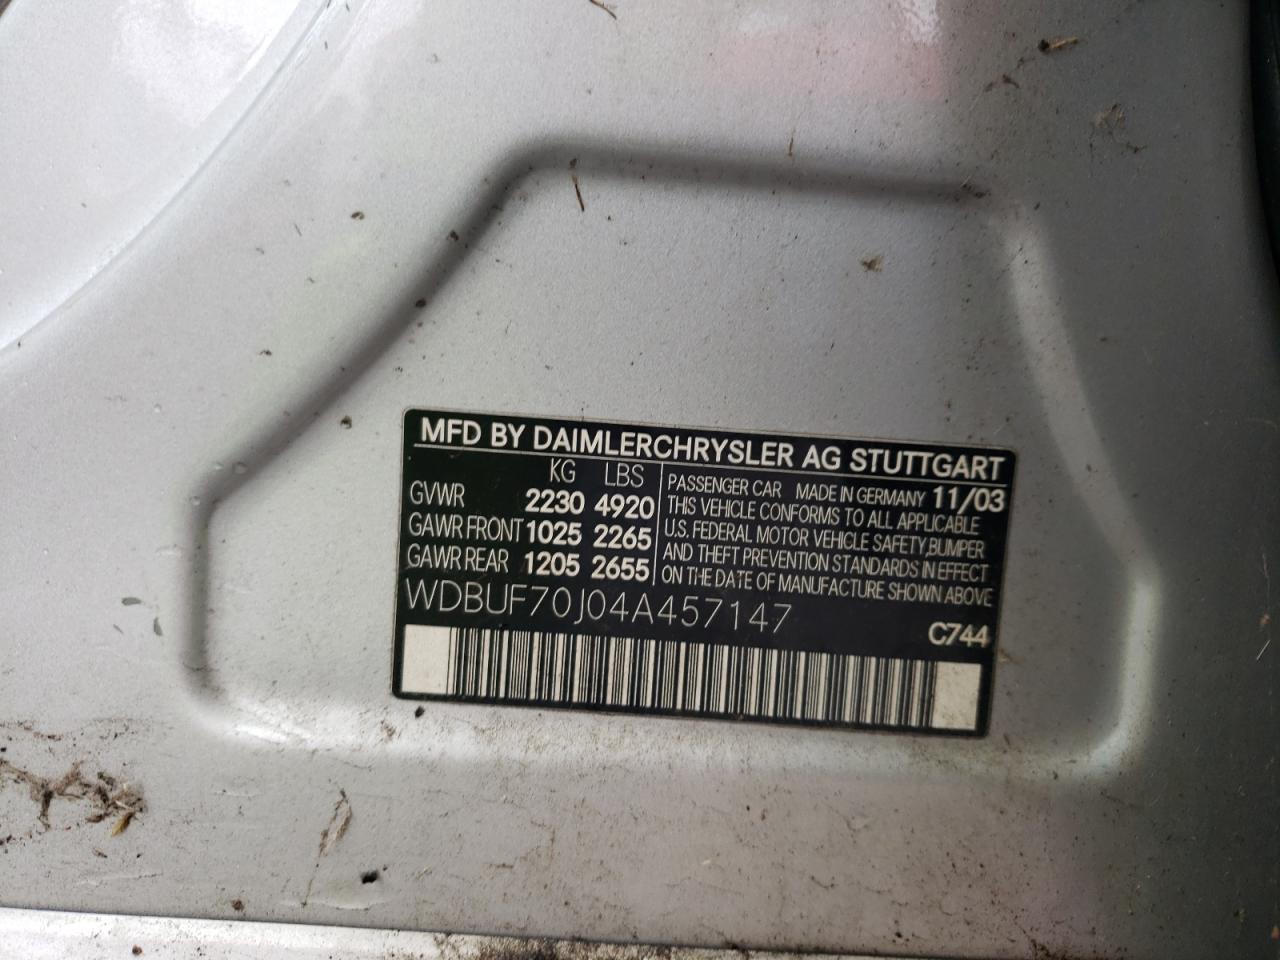 MFD BY DAIMLERCHRYSLER AG STUTTGART
KG LBS
GVWR 2230 4920
GAWR FRONT 1025 2265
GAWR REAR 1205 2655
PASSENGER CAR MADE IN GERMANY 11/03
THIS VEHICLE CONFORMS TO ALL APPLICABLE
U.S. FEDERAL MOTOR VEHICLE SAFETY,BUMPER
AND THEFT PREVENTION STANDARDS IN EFFECT
ON THE DATE OF MANUFACTURE SHOWN ABOVE
WDBUF70J04A457147
C744